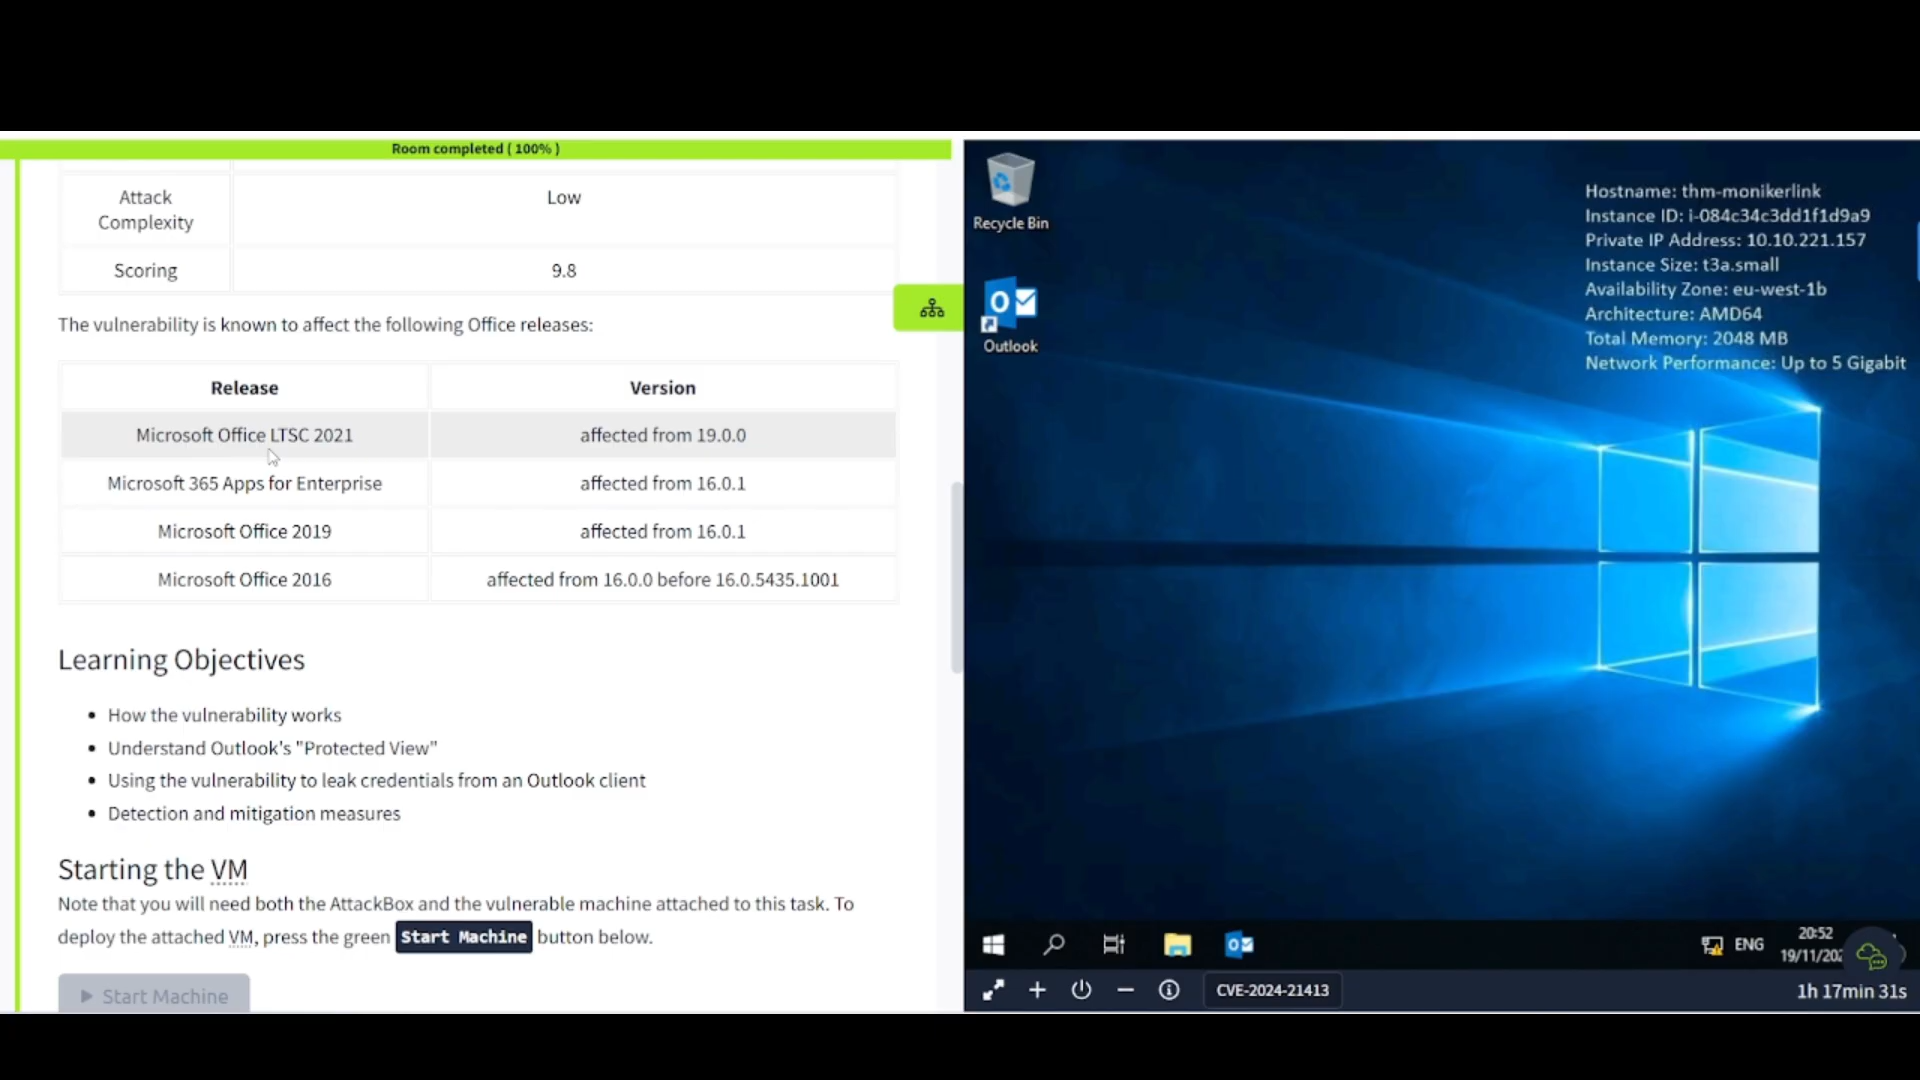 Room completed ( 100% )
Attack
Complexity
Low
Scoring
9.8
The vulnerability is known to affect the following Office releases:
Release
Version
Microsoft Office LTSC 2021
affected from 19.0.0
Microsoft 365 Apps for Enterprise
affected from 16.0.1
Microsoft Office 2019
affected from 16.0.1
Microsoft Office 2016
affected from 16.0.0 before 16.0.5435.1001
Learning Objectives
How the vulnerability works
Understand Outlook's "Protected View"
Using the vulnerability to leak credentials from an Outlook client
Detection and mitigation measures
Starting the VM
Note that you will need both the AttackBox and the vulnerable machine attached to this task. To
deploy the attached VM, press the green Start Machine button below.
Start Machine
Recycle Bin
Outlook
Hostname: thm-monikerlink
Instance ID: i-084c34c3dd1f1d9a9
Private IP Address: 10.10.221.157
Instance Size: t3a.small
Availability Zone: eu-west-1b
Architecture: AMD64
Total Memory: 2048 MB
Network Performance: Up to 5 Gigabit
ENG
20:52
CVE-2024-21413
1h 17min 31s